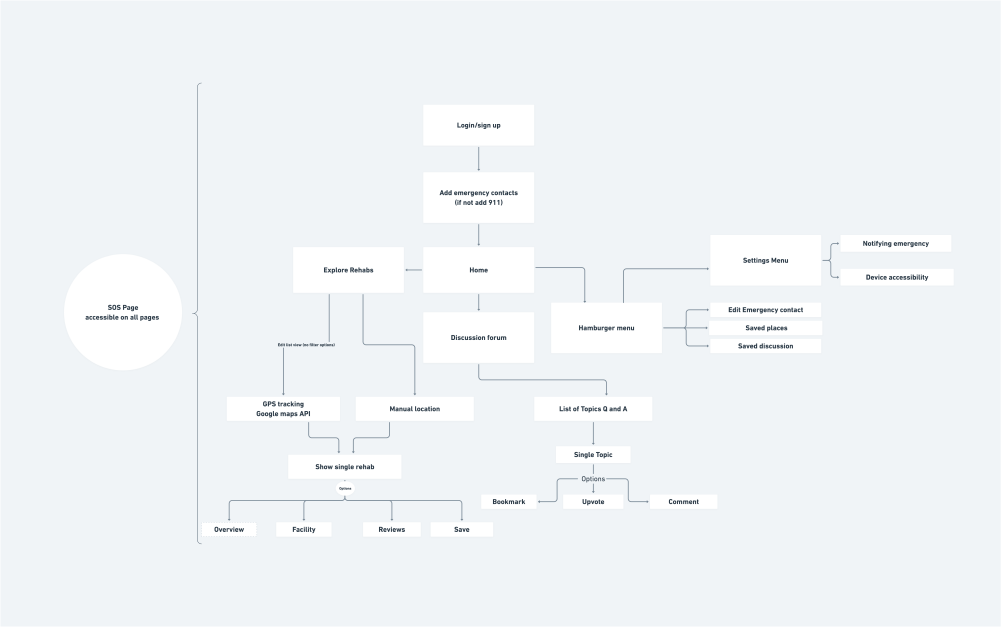 Login/sign up
Add emergency contacts
(if not add 911)
Explore Rehabs
Home
Settings Menu
Notifying emergency
Device accessibility
SOS Page
accessible on all pages
Discussion forum
Hamburger menu
Edit Emergency contact
Saved places
Saved discussion
Edit list view (no filter options)
GPS tracking
Google maps API
Manual location
List of Topics Q and A
Show single rehab
Single Topic
Options
Options
Bookmark
Upvote
Comment
Overview
Facility
Reviews
Save